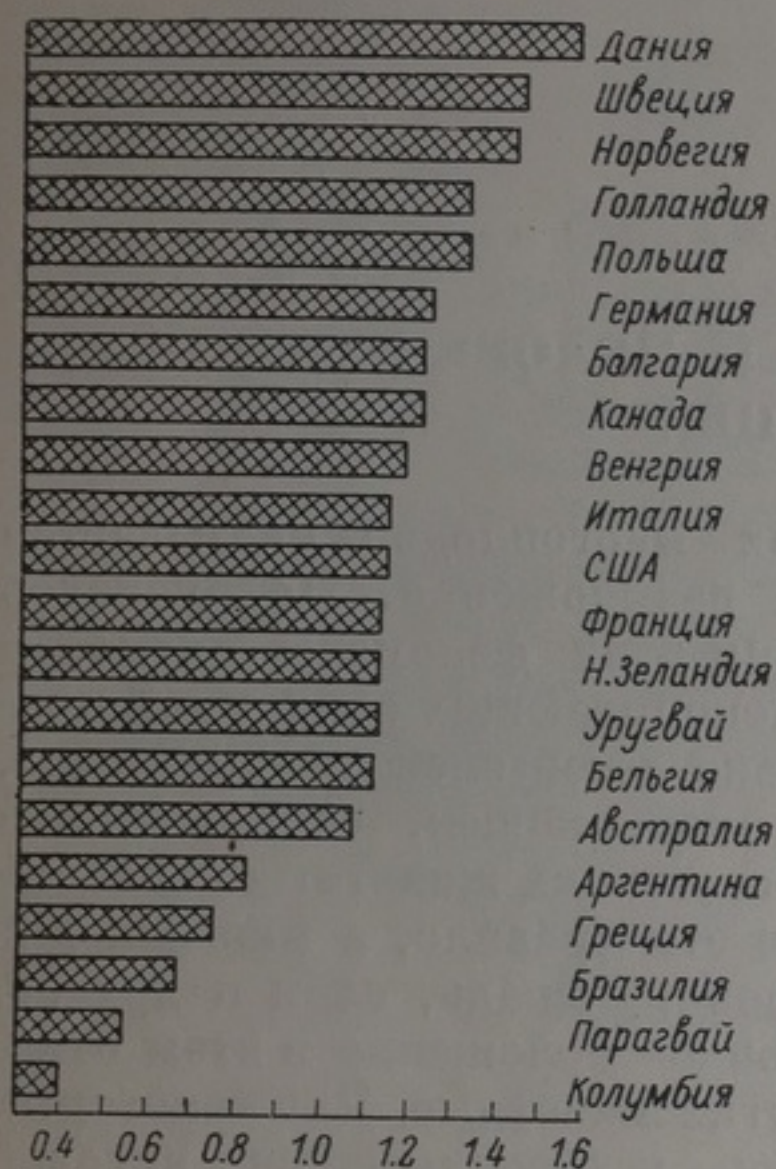 Дания
Швеция
Норвегия
Голландия
Польша
Германия
Болгария
Канада
Венгрия
Италия
США
Франция
Н.Зеландия
Уругвай
Бельгия
Австралия
Аргентина
Греция
Бразилия
Парагвай
Колумбия
0.4 0.6 0.8 1.0 1.2 1.4 1.6